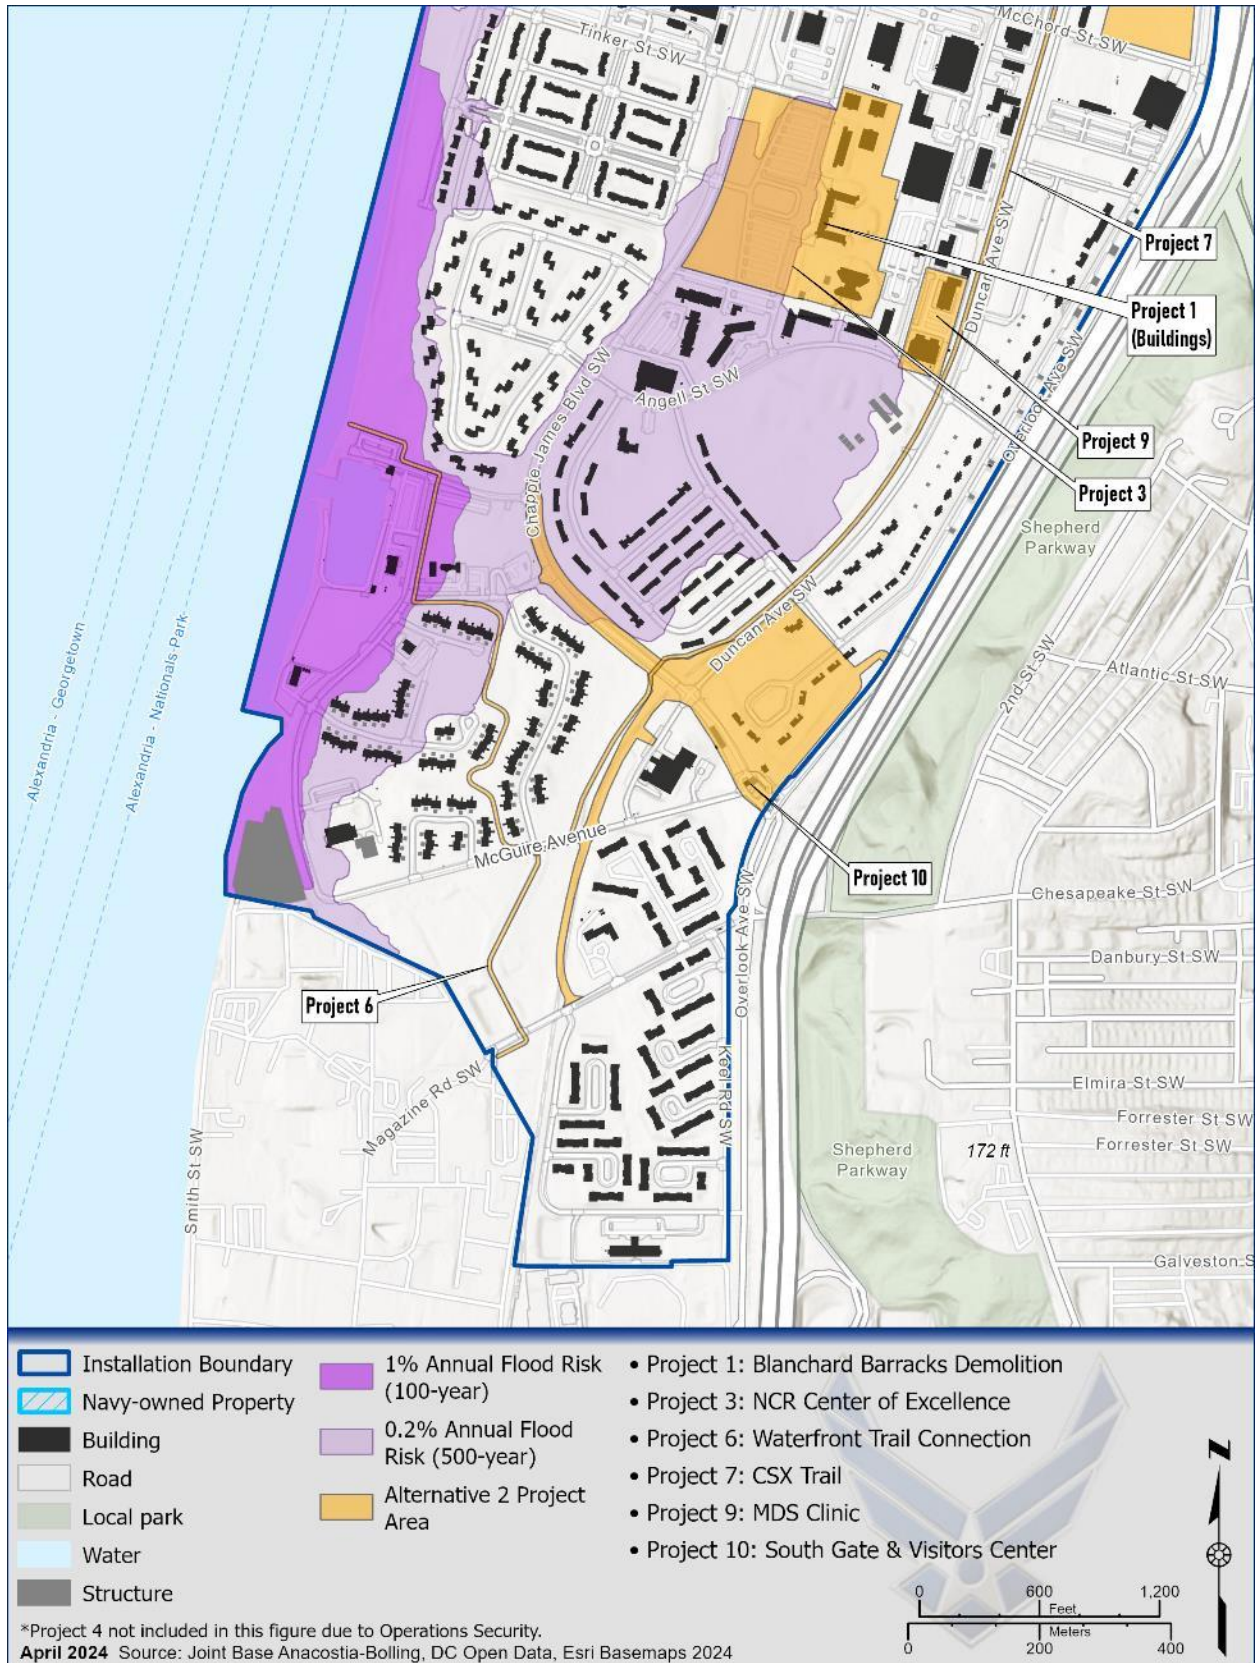 Tinker St SW
McChord St SW
Project 7
Duncan Ave SW
Project 1
(Buildings)
Overlook Ave SW
Chappie James Blvd SW
Angell St SW
Project 9
Project 3
Shepherd
Parkway
Duncan Ave SW
2nd St SW
Atlantic St SW
Alexandria - Georgetown
Alexandria - Nationals Park
McGuire Avenue
Project 10
Chesapeake St SW
Overlook Ave SW
Danbury St SW
Project 6
Keel Rd SW
Magazine Rd SW
Elmira St SW
Forrester St SW
Forrester St SW
Smith St SW
Shepherd
Parkway
172 ft
Galveston S
Installation Boundary
Navy-owned Property
Building
Road
Local park
Water
Structure
1% Annual Flood Risk
(100-year)
0.2% Annual Flood
Risk (500-year)
Alternative 2 Project
Area
• Project 1: Blanchard Barracks Demolition
• Project 3: NCR Center of Excellence
• Project 6: Waterfront Trail Connection
• Project 7: CSX Trail
• Project 9: MDS Clinic
• Project 10: South Gate & Visitors Center
N
0 600 1,200
Feet
Meters
0 200 400
*Project 4 not included in this figure due to Operations Security.
April 2024 Source: Joint Base Anacostia-Bolling, DC Open Data, Esri Basemaps 2024